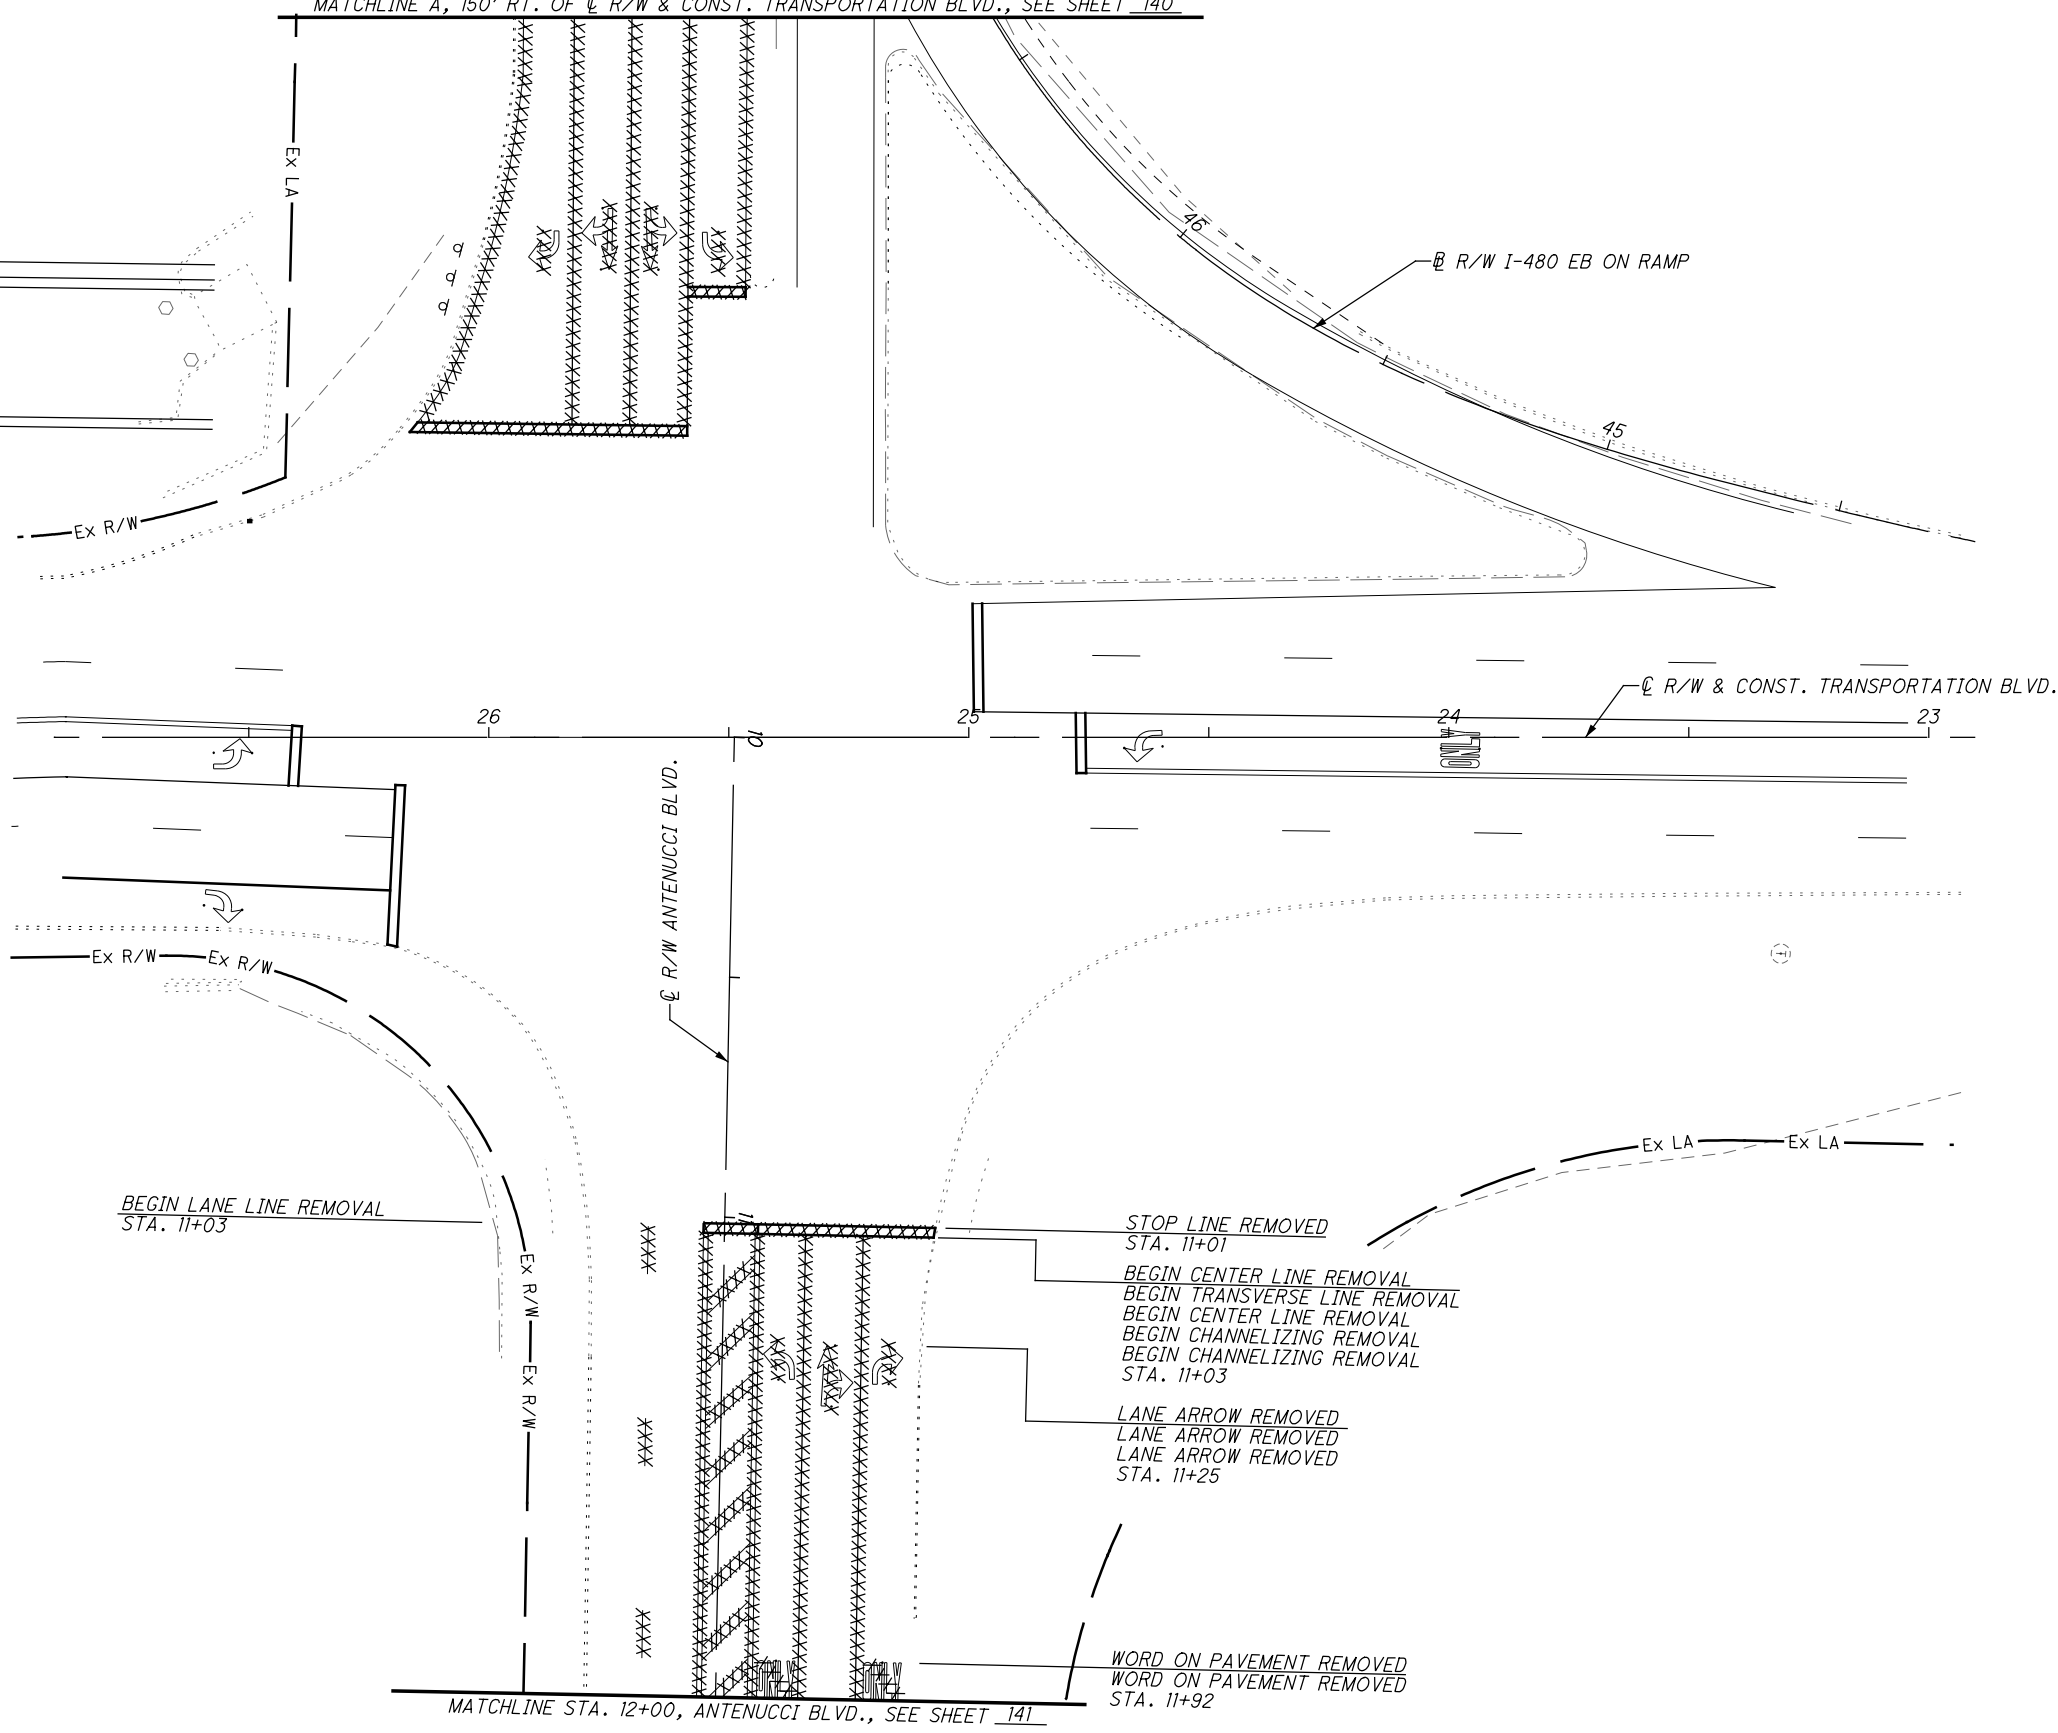 MATCHLINE A, 150' RT. OF ℄ R/W & CONST. TRANSPORTATION BLVD., SEE SHEET 140
Ex LA
46
℄ R/W I-480 EB ON RAMP
45
Ex R/W
℄ R/W & CONST. TRANSPORTATION BLVD.
26
25
24
23
10
ONLY
℄ R/W ANTENUCCI BLVD.
Ex R/W
Ex R/W
Ex LA
Ex LA
BEGIN LANE LINE REMOVAL
STA. 11+03
11
STOP LINE REMOVED
STA. 11+01
Ex R/W
BEGIN CENTER LINE REMOVAL
BEGIN TRANSVERSE LINE REMOVAL
BEGIN CENTER LINE REMOVAL
BEGIN CHANNELIZING REMOVAL
BEGIN CHANNELIZING REMOVAL
STA. 11+03
Ex R/W
LANE ARROW REMOVED
LANE ARROW REMOVED
LANE ARROW REMOVED
STA. 11+25
WORD ON PAVEMENT REMOVED
WORD ON PAVEMENT REMOVED
STA. 11+92
MATCHLINE STA. 12+00, ANTENUCCI BLVD., SEE SHEET 141